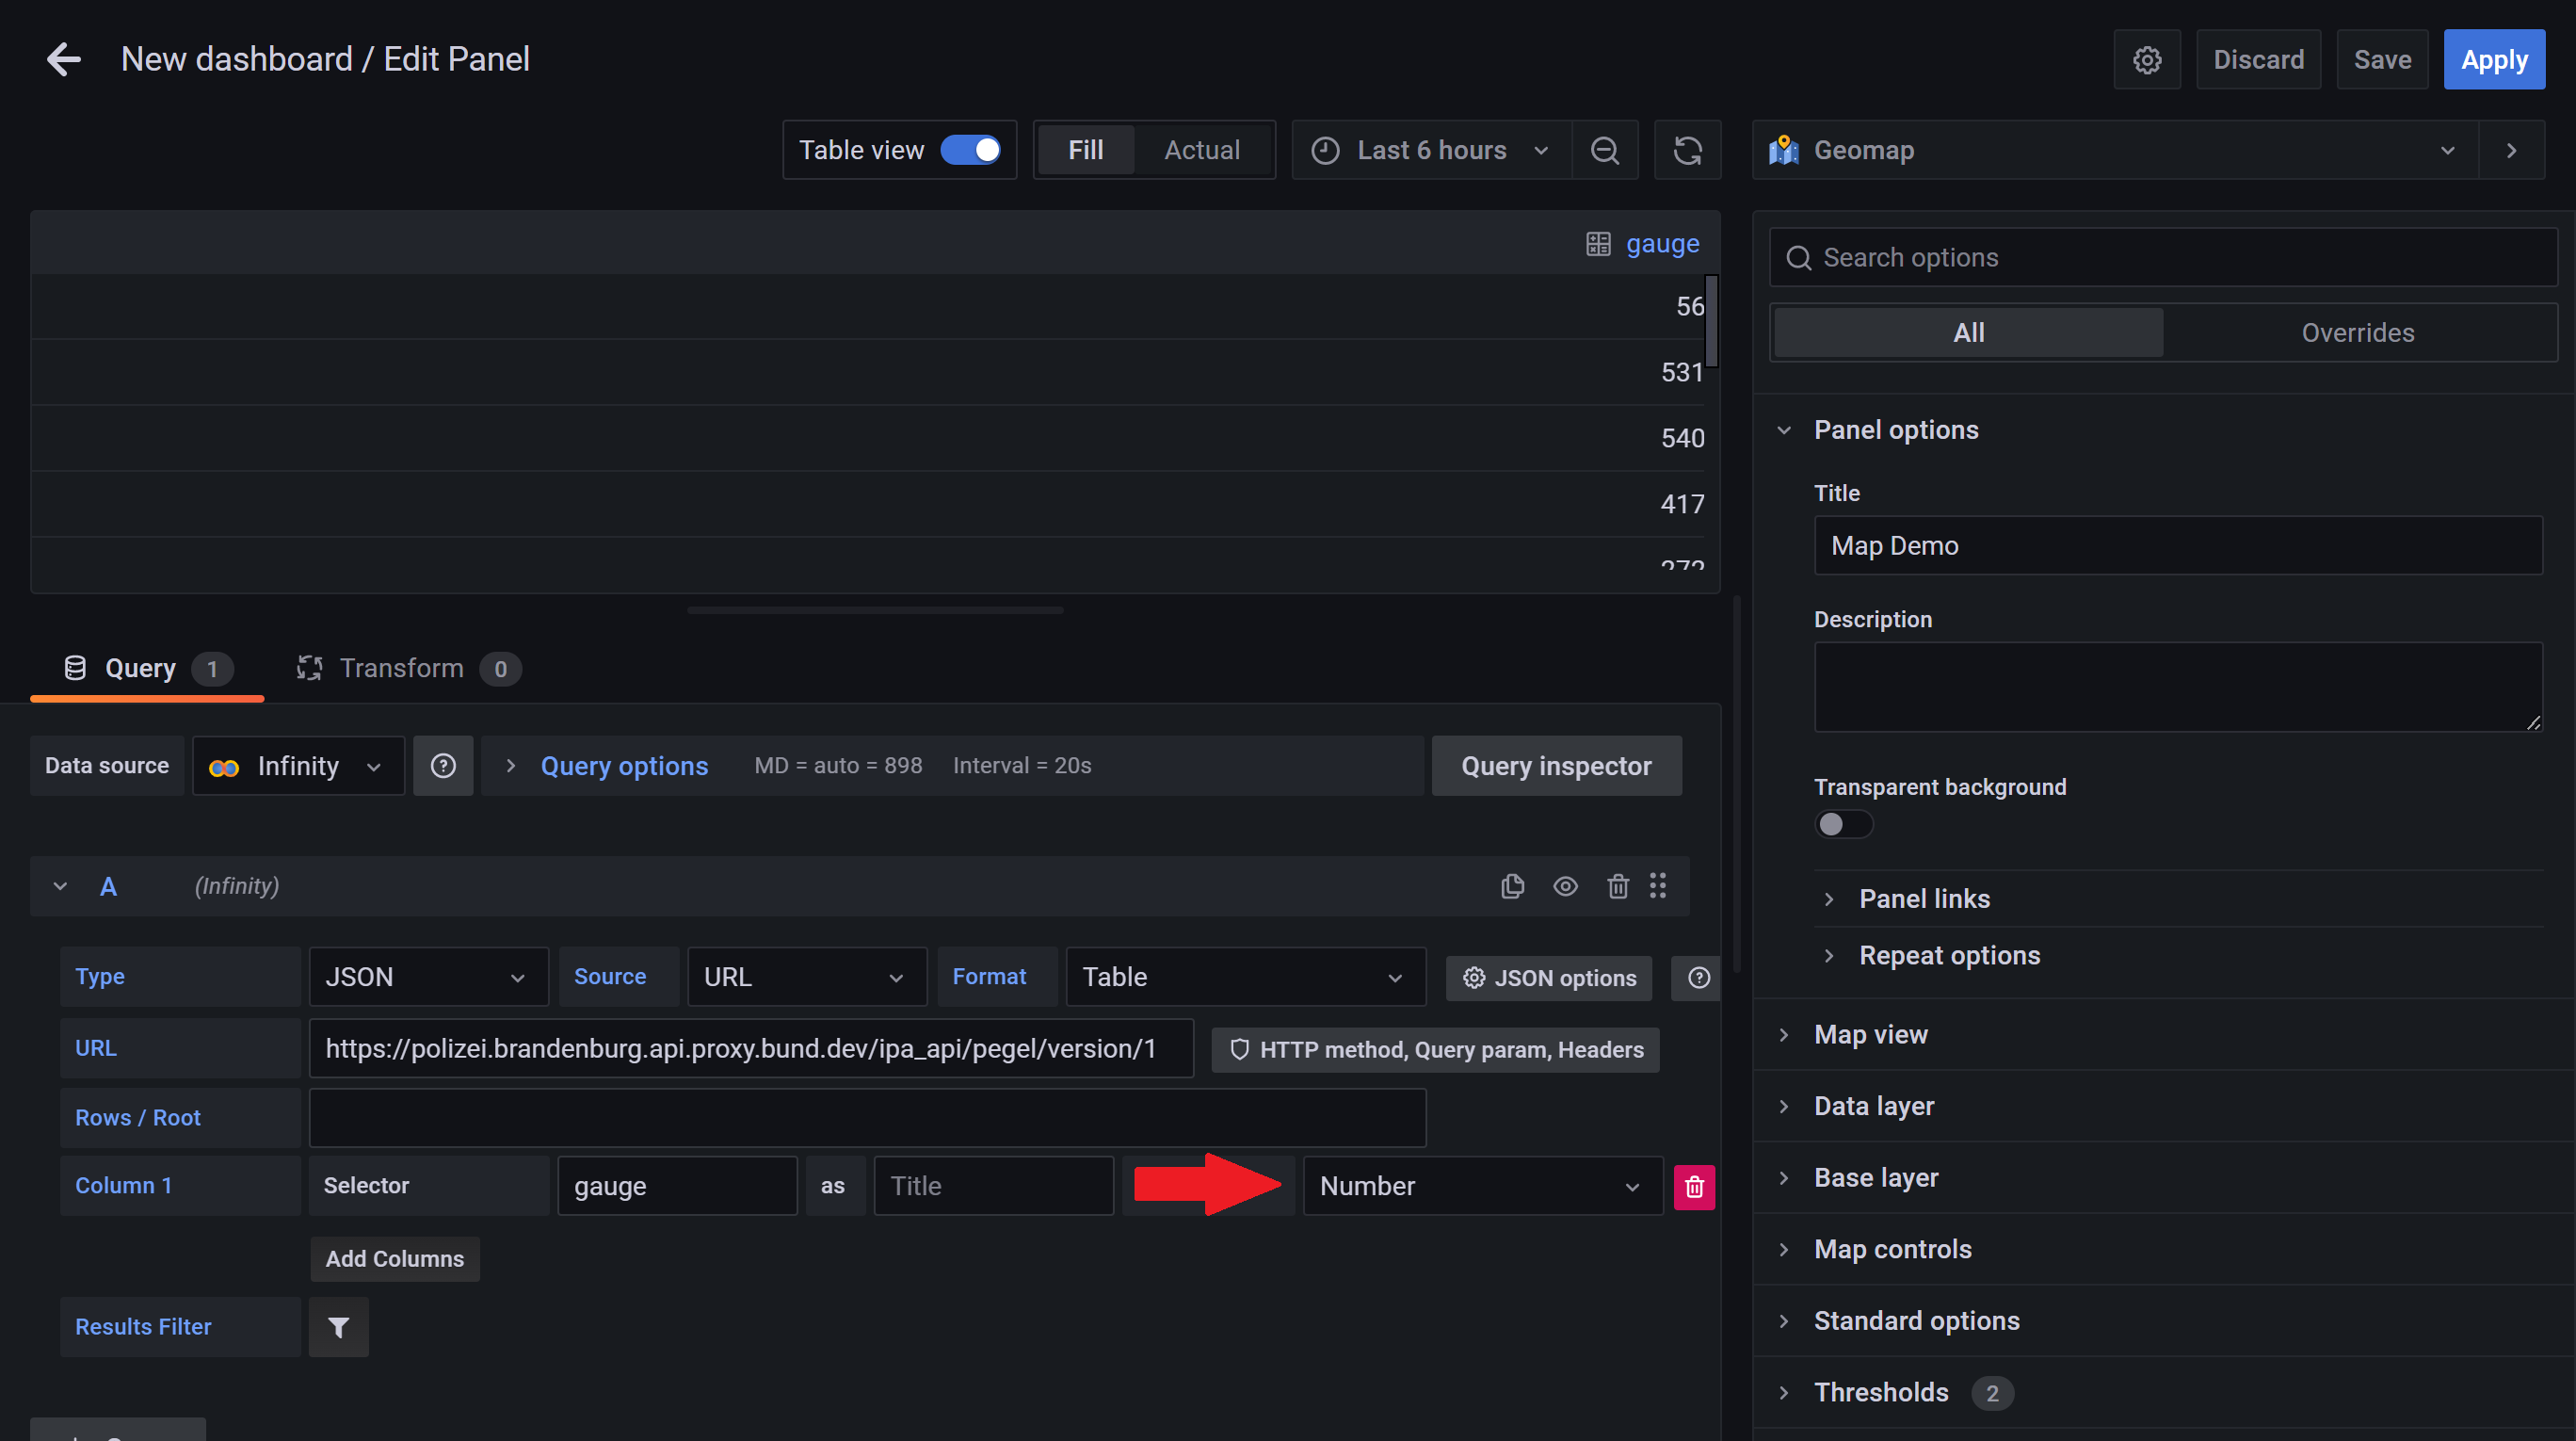 New dashboard / Edit Panel
Discard
Save
Apply
Table view
Fill
Actual
Last 6 hours
Geomap
gauge
56
531
540
417
Search options
All
Overrides
Panel options
Title
Map Demo
Description
Transparent background
Panel links
Repeat options
Map view
Data layer
Base layer
Map controls
Standard options
Thresholds 2
Query 1
Transform 0
Data source
Infinity
Query options
MD = auto = 898
Interval = 20s
Query inspector
A
(Infinity)
Type
JSON
Source
URL
Format
Table
JSON options
URL
https://polizei.brandenburg.api.proxy.bund.dev/ipa_api/pegel/version/1
HTTP method, Query param, Headers
Rows / Root
Column 1
Selector
gauge
as
Title
Number
Add Columns
Results Filter